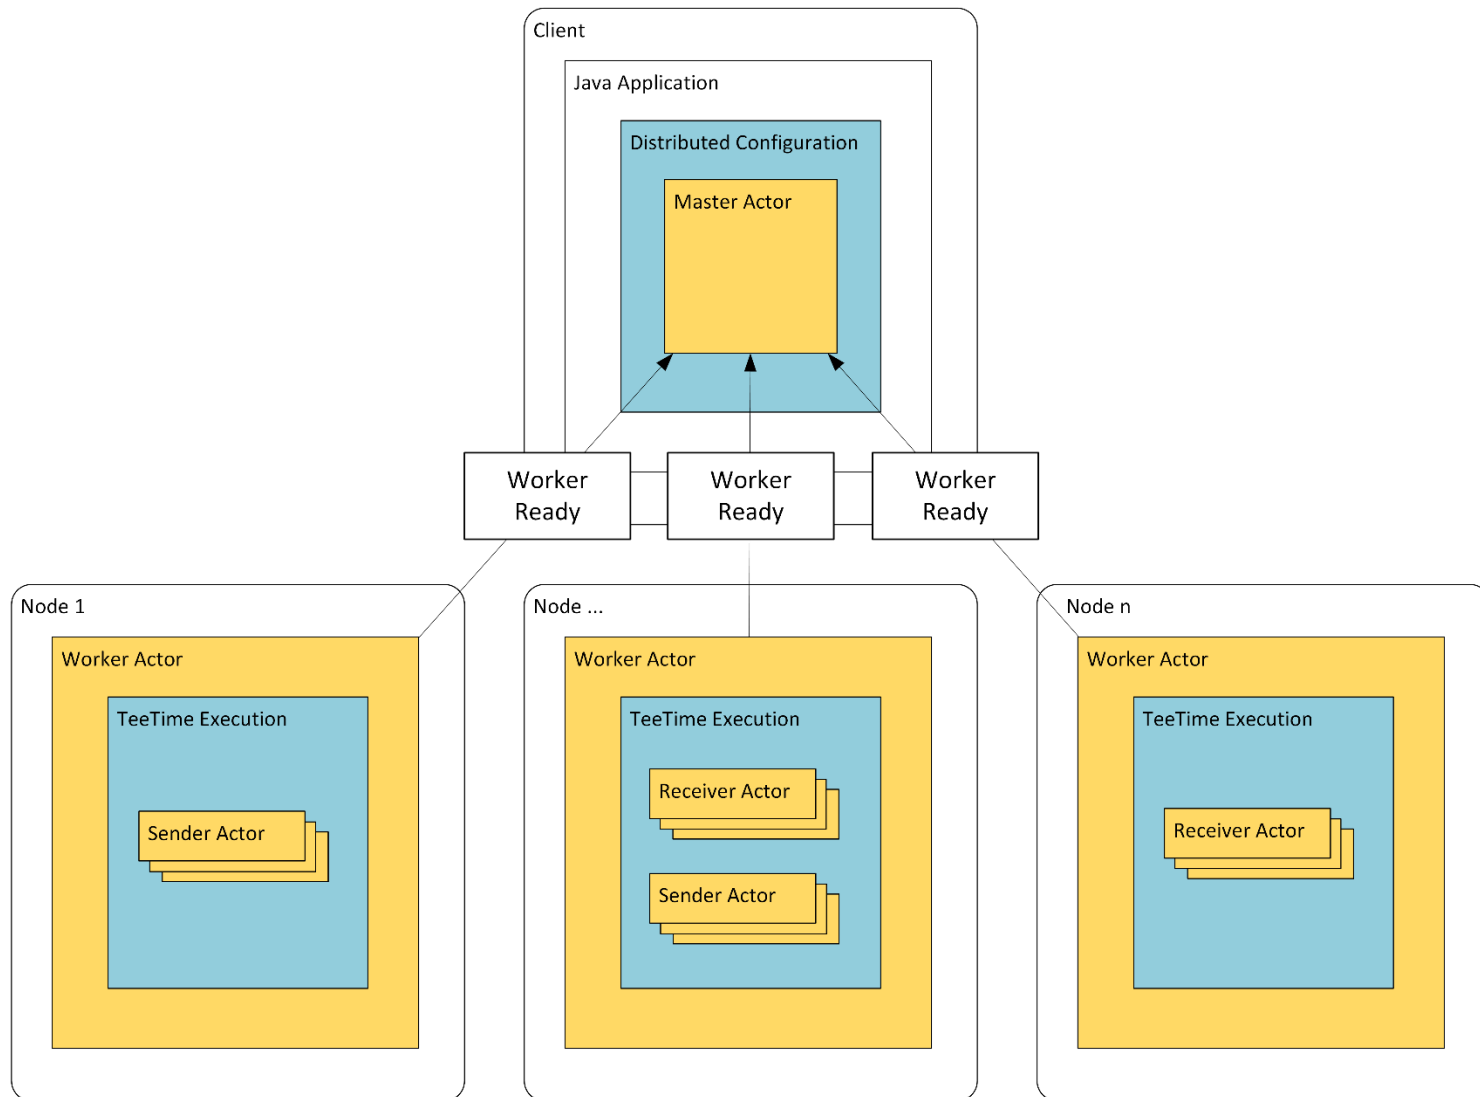 Client
Java Application
Distributed Configuration
Master Actor
Worker
Ready
Worker
Ready
Worker
Ready
Node 1
Worker Actor
TeeTime Execution
Sender Actor
Node ...
Worker Actor
TeeTime Execution
Receiver Actor
Sender Actor
Node n
Worker Actor
TeeTime Execution
Receiver Actor